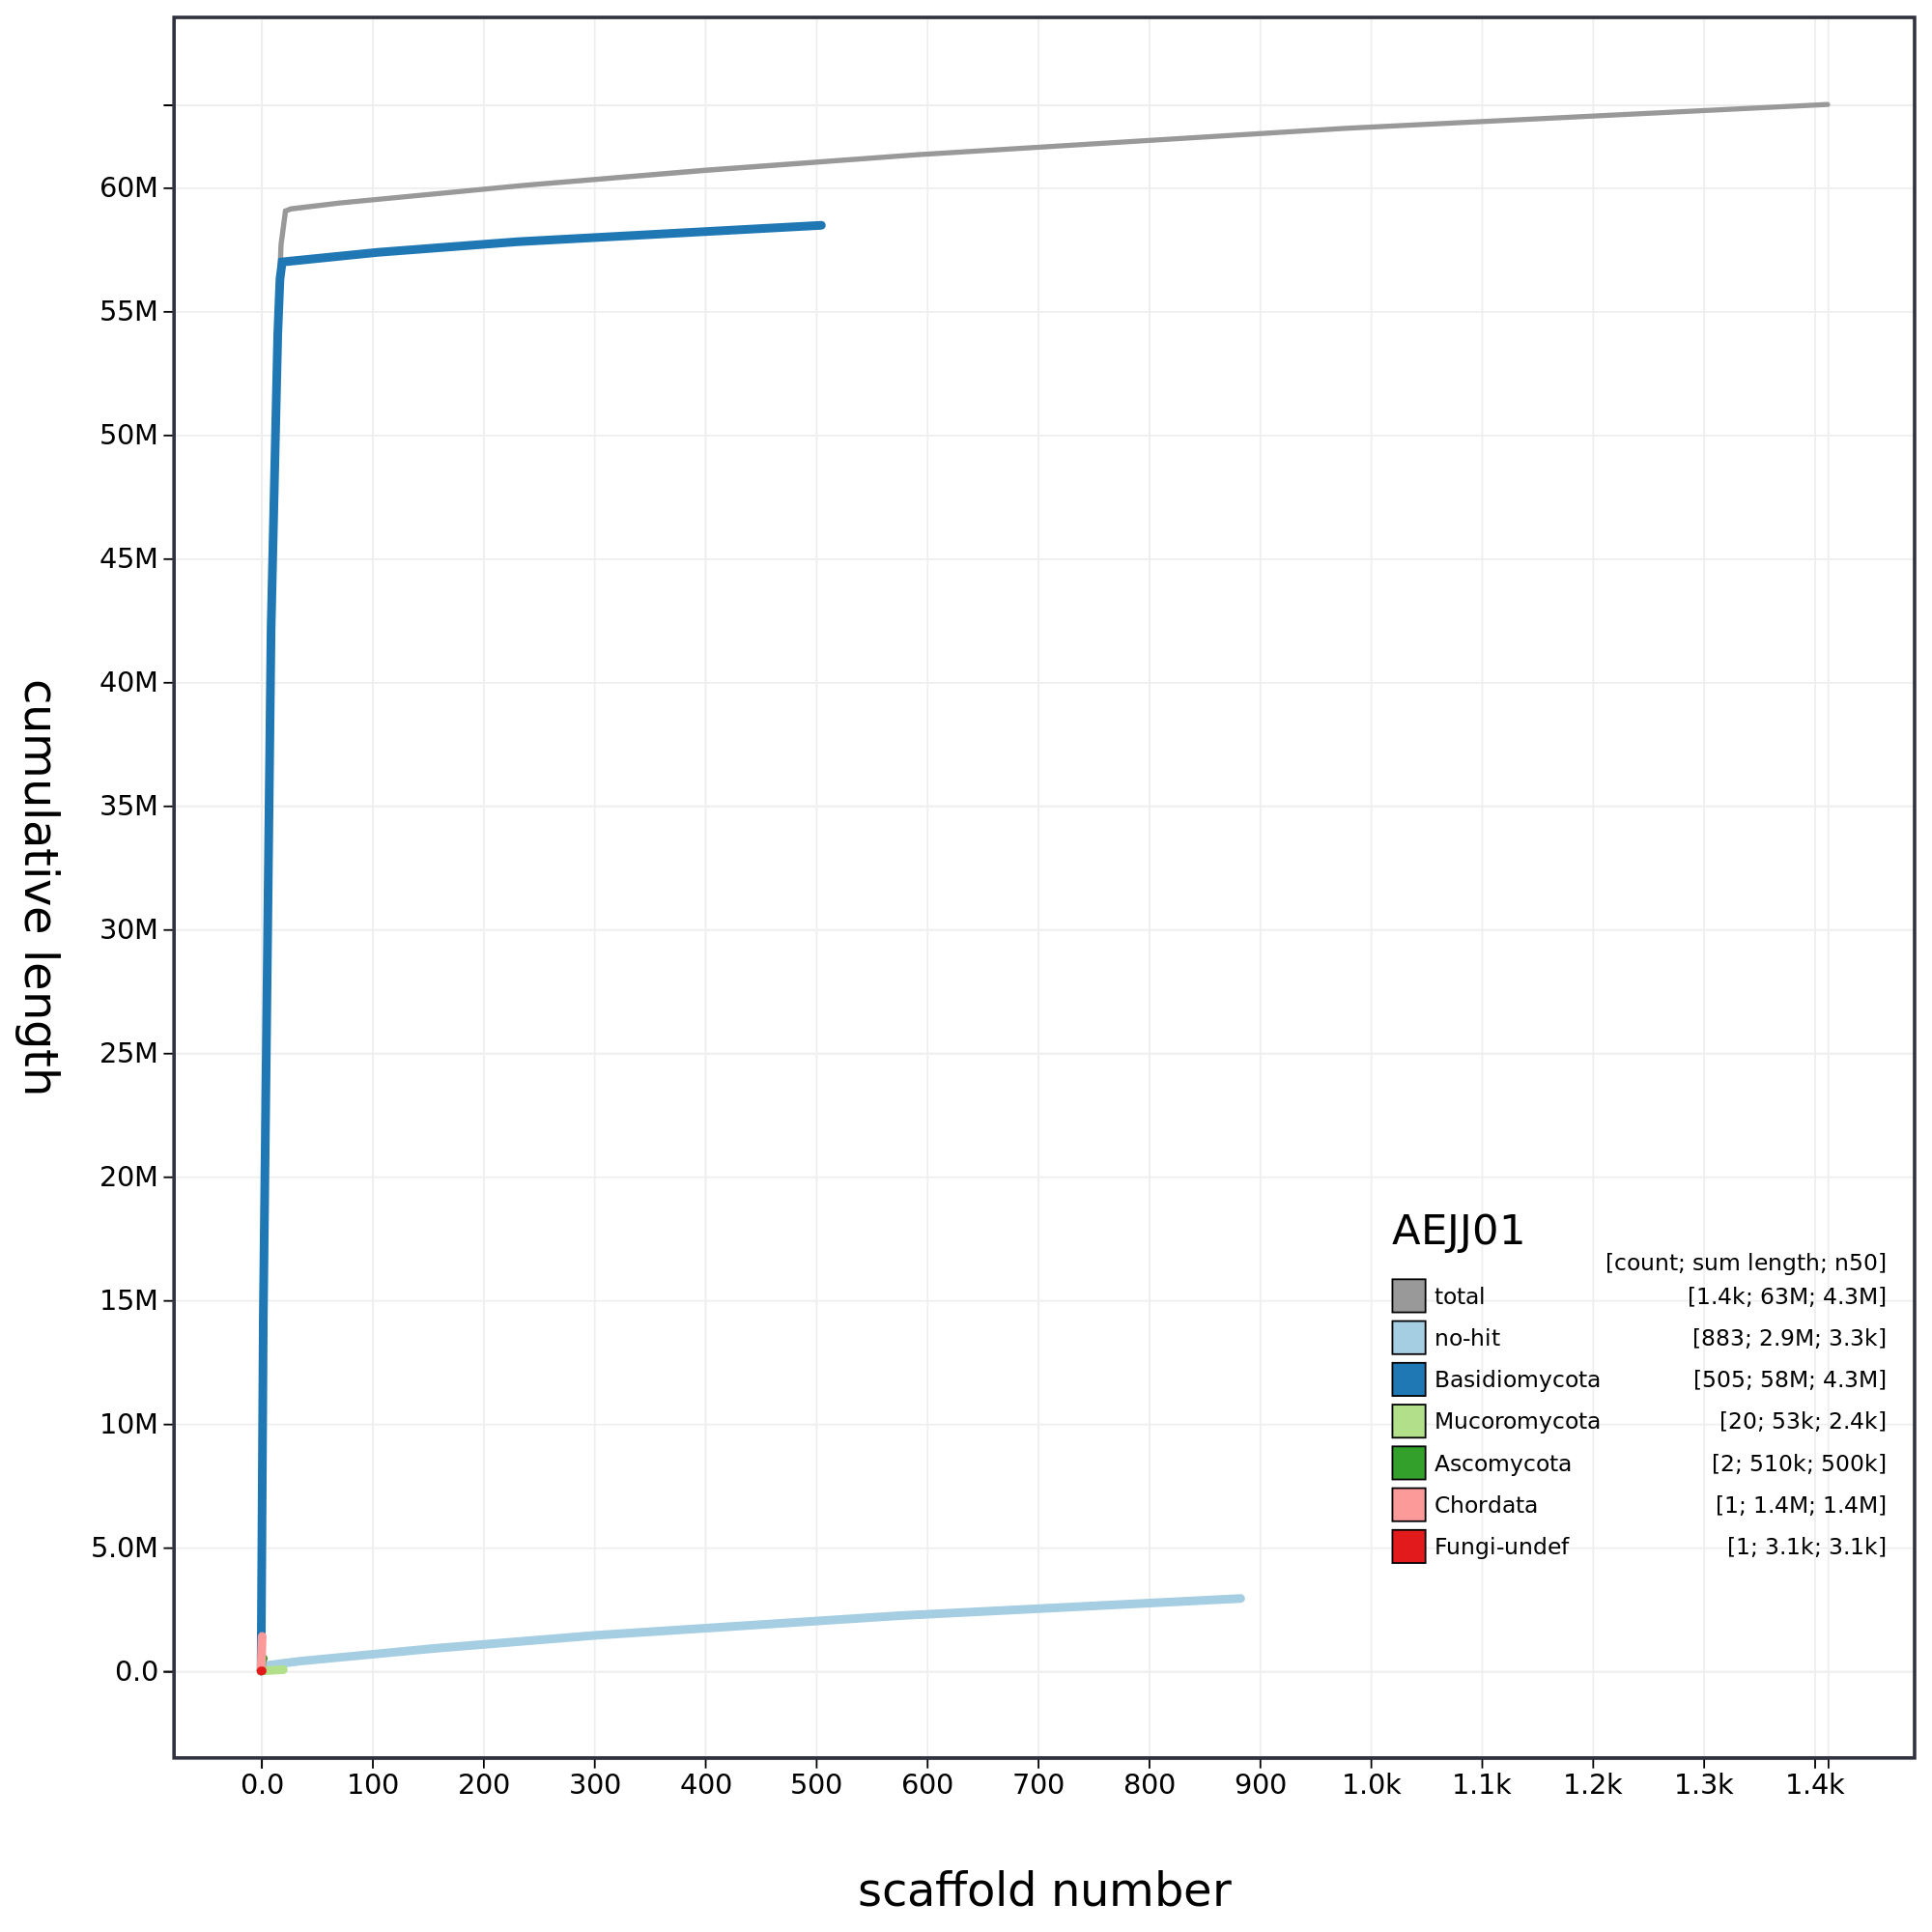 cumulative length
60M
55M
50M
45M
40M
35M
30M
25M
20M
15M
10M
5.0M
0.0
AEJJ01
[count; sum length; n50]
total [1.4k; 63M; 4.3M]
no-hit [883; 2.9M; 3.3k]
Basidiomycota [505; 58M; 4.3M]
Mucoromycota [20; 53k; 2.4k]
Ascomycota [2; 510k; 500k]
Chordata [1; 1.4M; 1.4M]
Fungi-undef [1; 3.1k; 3.1k]
0.0 100 200 300 400 500 600 700 800 900 1.0k 1.1k 1.2k 1.3k 1.4k
scaffold number